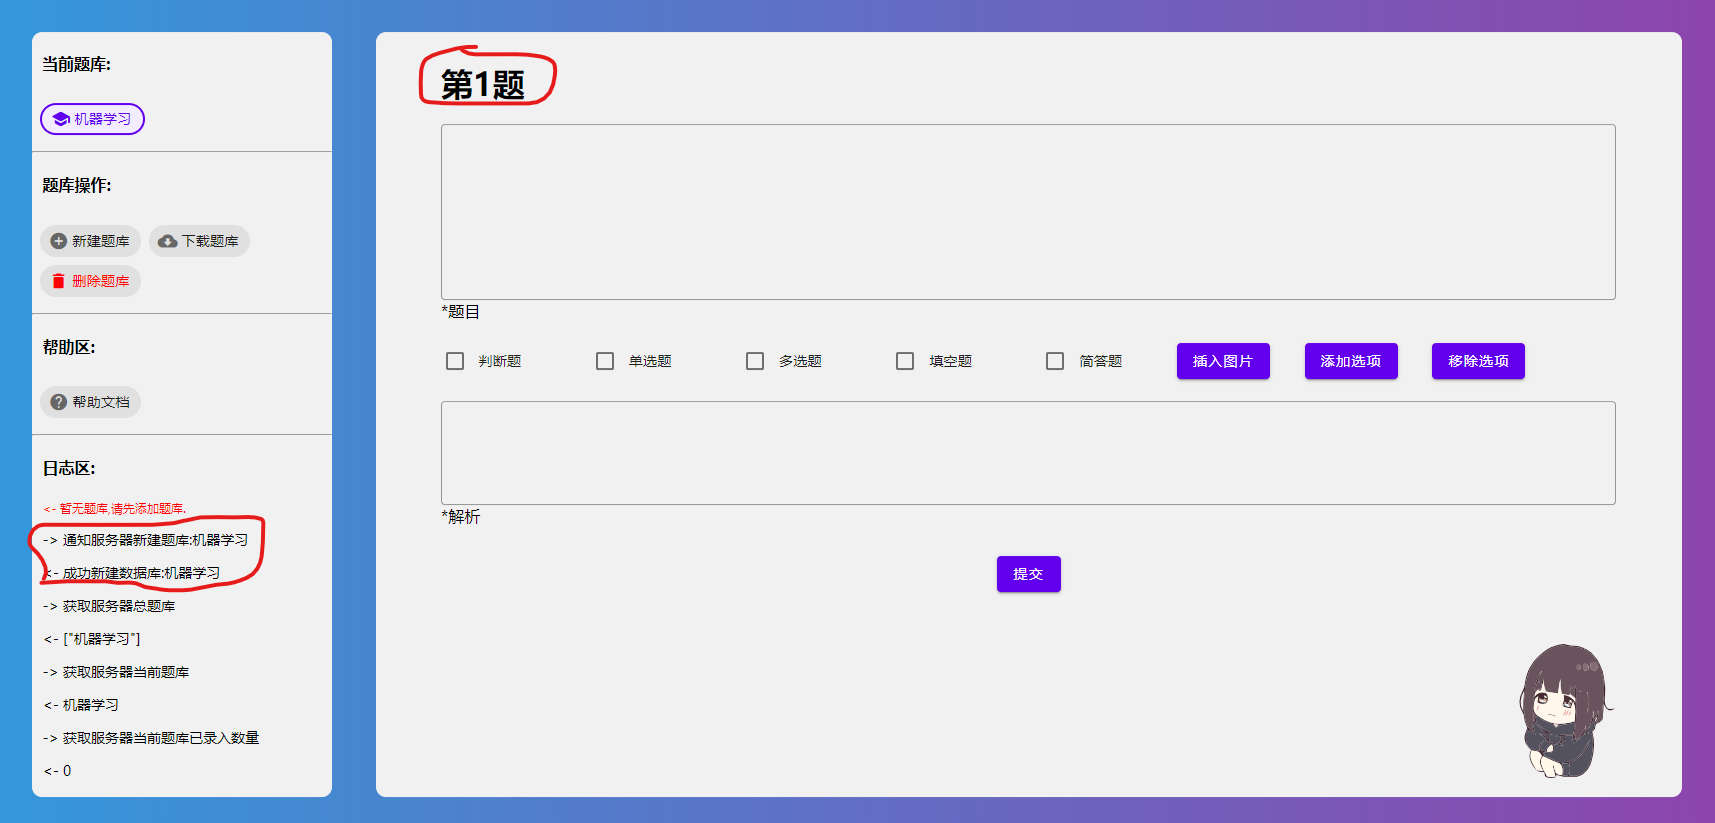 当前题库:
机器学习
题库操作:
新建题库 下载题库
删除题库
帮助区:
帮助文档
日志区:
<- 暂无题库,请先添加题库.
-> 通知服务器新建题库:机器学习
<- 成功新建数据库:机器学习
-> 获取服务器总题库
<- ["机器学习"]
-> 获取服务器当前题库
<- 机器学习
-> 获取服务器当前题库已录入数量
<- 0
第1题
*题目
判断题 单选题 多选题 填空题 简答题 插入图片 添加选项 移除选项
*解析
提交